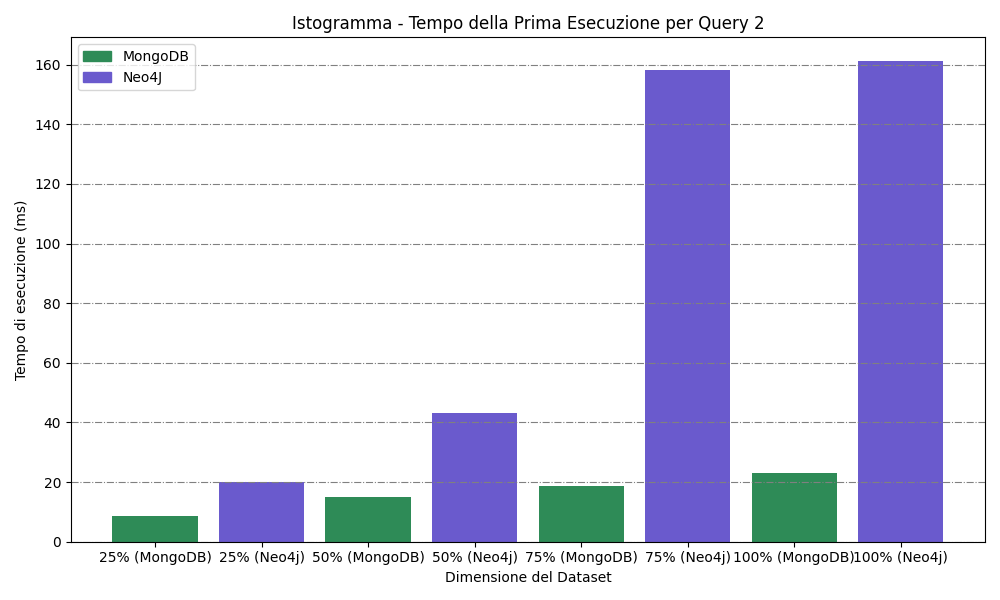 Istogramma - Tempo della Prima Esecuzione per Query 2
MongoDB
Neo4J
Tempo di esecuzione (ms)
160
140
120
100
80
60
40
20
0
25% (MongoDB) 25% (Neo4j) 50% (MongoDB) 50% (Neo4j) 75% (MongoDB) 75% (Neo4j) 100% (MongoDB) 100% (Neo4j)
Dimensione del Dataset